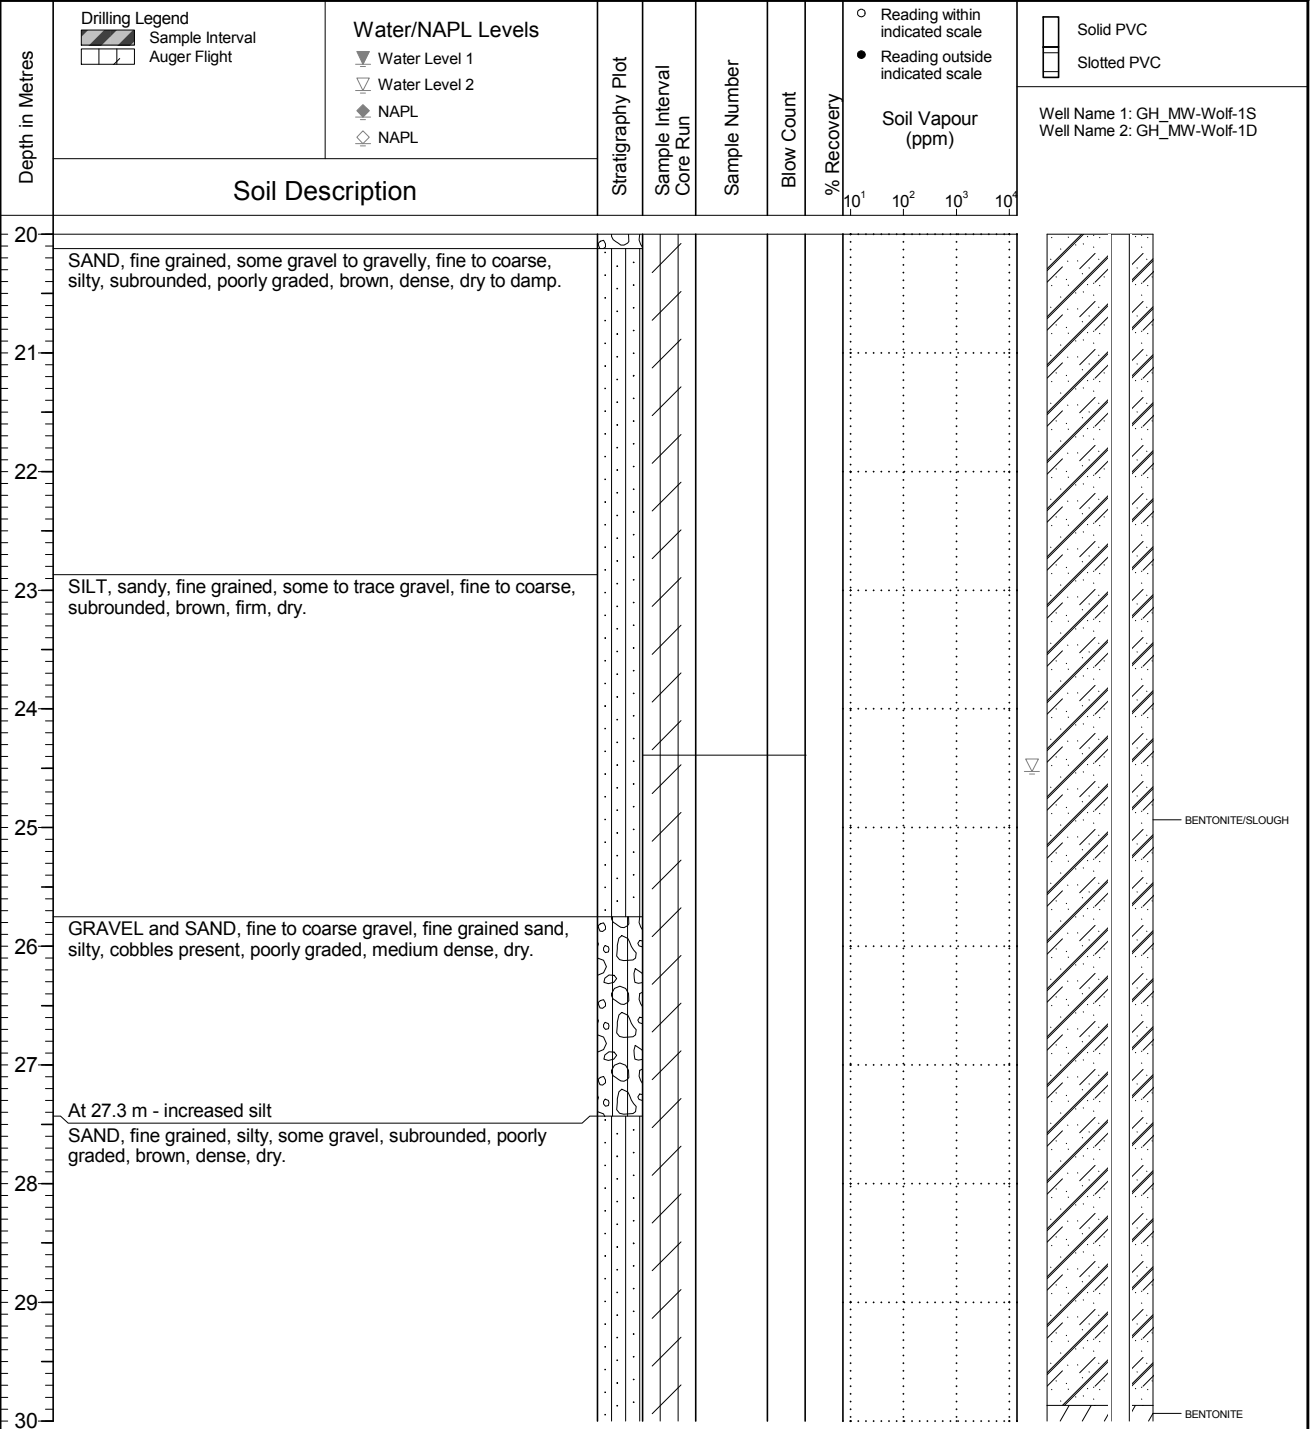 Depth in Metres
Drilling Legend
Sample Interval
Auger Flight
Water/NAPL Levels
Water Level 1
Water Level 2
NAPL
NAPL
Soil Description
Stratigraphy Plot
Sample Interval
Core Run
Sample Number
Blow Count
% Recovery
Reading within
indicated scale
Reading outside
indicated scale
Soil Vapour
(ppm)
10¹ 10² 10³ 10⁴
Solid PVC
Slotted PVC
Well Name 1: GH_MW-Wolf-1S
Well Name 2: GH_MW-Wolf-1D
20
SAND, fine grained, some gravel to gravelly, fine to coarse,
silty, subrounded, poorly graded, brown, dense, dry to damp.
21
22
23
SILT, sandy, fine grained, some to trace gravel, fine to coarse,
subrounded, brown, firm, dry.
24
25
BENTONITE/SLOUGH
GRAVEL and SAND, fine to coarse gravel, fine grained sand,
silty, cobbles present, poorly graded, medium dense, dry.
26
27
At 27.3 m - increased silt
SAND, fine grained, silty, some gravel, subrounded, poorly
graded, brown, dense, dry.
28
29
30
BENTONITE